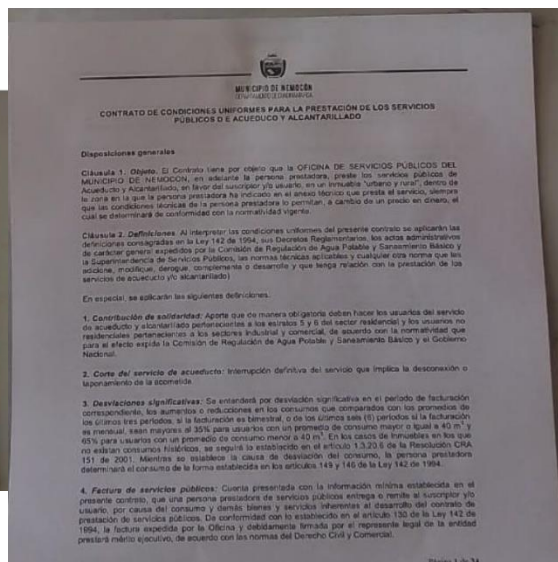 MUNICIPIO DE NEMOCÓN
DEPARTAMENTO DE CUNDINAMARCA
CONTRATO DE CONDICIONES UNIFORMES PARA LA PRESTACIÓN DE LOS SERVICIOS
PÚBLICOS D E ACUEDUCO Y ALCANTARILLADO
Disposiciones generales
Cláusula 1. Objeto. El Contrato tiene por objeto que la OFICINA DE SERVICIOS PÚBLICOS DEL
MUNICIPIO DE NEMOCÓN, en adelante la persona prestadora, preste los servicios públicos de
Acueducto y Alcantarillado, en favor del suscriptor y/o usuario, en un inmueble "urbano y rural", dentro de
la zona en la que la persona prestadora ha indicado en el anexo técnico que presta el servicio, siempre
que las condiciones técnicas de la persona prestadora lo permitan, a cambio de un precio en dinero, el
cual se determinará de conformidad con la normatividad vigente.
Cláusula 2. Definiciones. Al interpretar las condiciones uniformes del presente contrato se aplicarán las
definiciones consagradas en la Ley 142 de 1994, sus Decretos Reglamentarios, los actos administrativos
de carácter general expedidos por la Comisión de Regulación de Agua Potable y Saneamiento Básico y
la Superintendencia de Servicios Públicos, las normas técnicas aplicables y cualquier otra norma que las
adicione, modifique, derogue, complemente o desarrolle y que tenga relación con la prestación de los
servicios de acueducto y/o alcantarillado)
En especial, se aplicarán las siguientes definiciones.
1. Contribución de solidaridad: Aporte que de manera obligatoria deben hacer los usuarios del servicio
de acueducto y alcantarillado pertenecientes a los estratos 5 y 6 del sector residencial y los usuarios no
residenciales pertenecientes a los sectores industrial y comercial, de acuerdo con la normatividad que
para el efecto expida la Comisión de Regulación de Agua Potable y Saneamiento Básico y el Gobierno
Nacional.
2. Corte del servicio de acueducto: Interrupción definitiva del servicio que implica la desconexión o
taponamiento de la acometida.
3. Desviaciones significativas: Se entenderá por desviación significativa en el período de facturación
correspondiente, los aumentos o reducciones en los consumos que comparados con los promedios de
los últimos tres períodos, si la facturación es bimestral, o de los últimos seis (6) períodos si la facturación
es mensual, sean mayores al 35% para usuarios con un promedio de consumo mayor o igual a 40 m³ y
65% para usuarios con un promedio de consumo menor a 40 m³. En los casos de inmuebles en los que
no existan consumos históricos, se seguirá lo establecido en el artículo 1.3.20.6 de la Resolución CRA
151 de 2001. Mientras se establece la causa de desviación del consumo, la persona prestadora
determinará el consumo de la forma establecida en los artículos 149 y 146 de la Ley 142 de 1994.
4. Factura de servicios públicos: Cuenta presentada con la información mínima establecida en el
presente contrato, que una persona prestadora de servicios públicos entrega o remite al suscriptor y/o
usuario, por causa del consumo y demás bienes y servicios inherentes al desarrollo del contrato de
prestación de servicios públicos. De conformidad con lo establecido en el artículo 130 de la Ley 142 de
1994, la factura expedida por la Oficina y debidamente firmada por el represente legal de la entidad
prestará mérito ejecutivo, de acuerdo con las normas del Derecho Civil y Comercial.